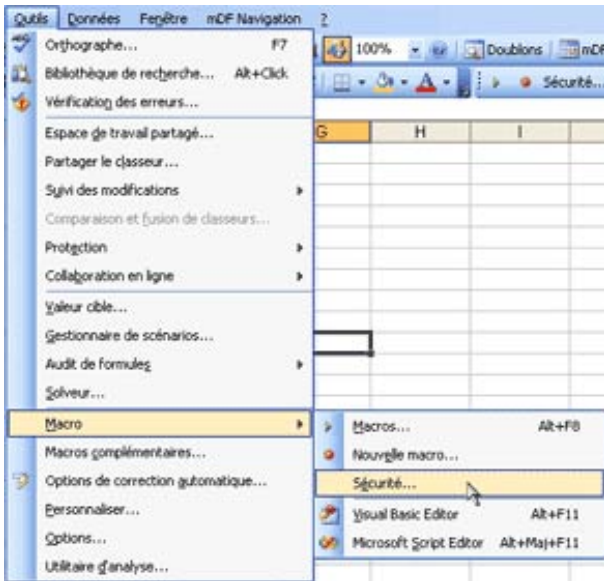 Outils Données Fenêtre mDF Navigation ?
Orthographe... F7
100% Doublons
Bibliothèque de recherche... Alt+Click
Sécurité...
Vérification des erreurs...
Espace de travail partagé...
G H I
Partager le classeur...
Suivi des modifications
Comparaison et fusion de classeurs...
Protection
Collaboration en ligne
Valeur cible...
Gestionnaire de scénarios...
Audit de formules
Solveur...
Macro
Macros... Alt+F8
Macros complémentaires...
Nouvelle macro...
Options de correction automatique...
Sécurité...
Personnaliser...
Visual Basic Editor Alt+F11
Options...
Microsoft Script Editor Alt+Maj+F11
Utilitaire d'analyse...